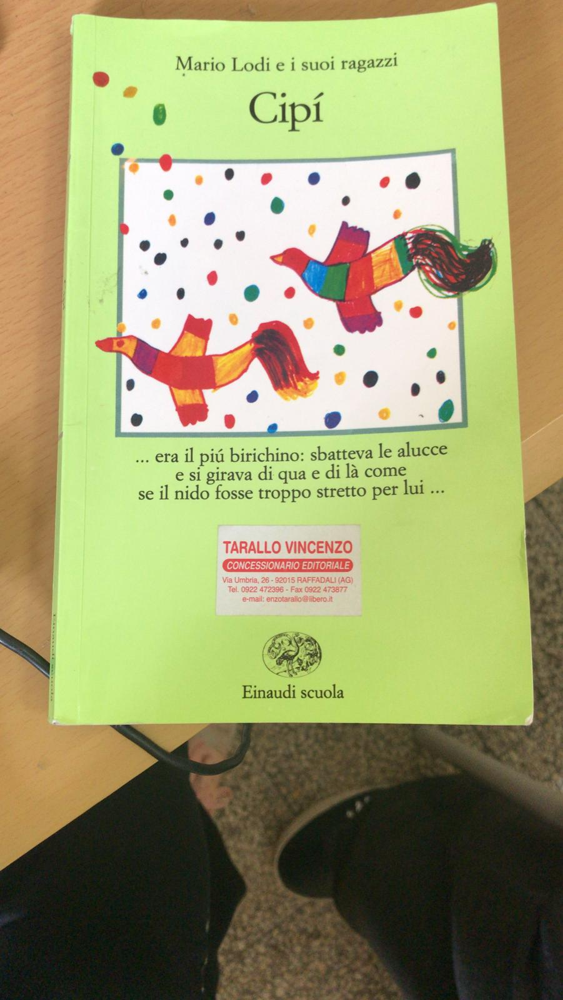 Mario Lodi e i suoi ragazzi
Cipí
... era il piú birichino: sbatteva le alucce
e si girava di qua e di là come
se il nido fosse troppo stretto per lui ...
TARALLO VINCENZO
CONCESSIONARIO EDITORIALE
Via Umbria, 26 - 92015 RAFFADALI (AG)
Tel. 0922 472396 - Fax 0922 473877
e-mail: enzotarallo@libero.it
Einaudi scuola
Einaudi scuola